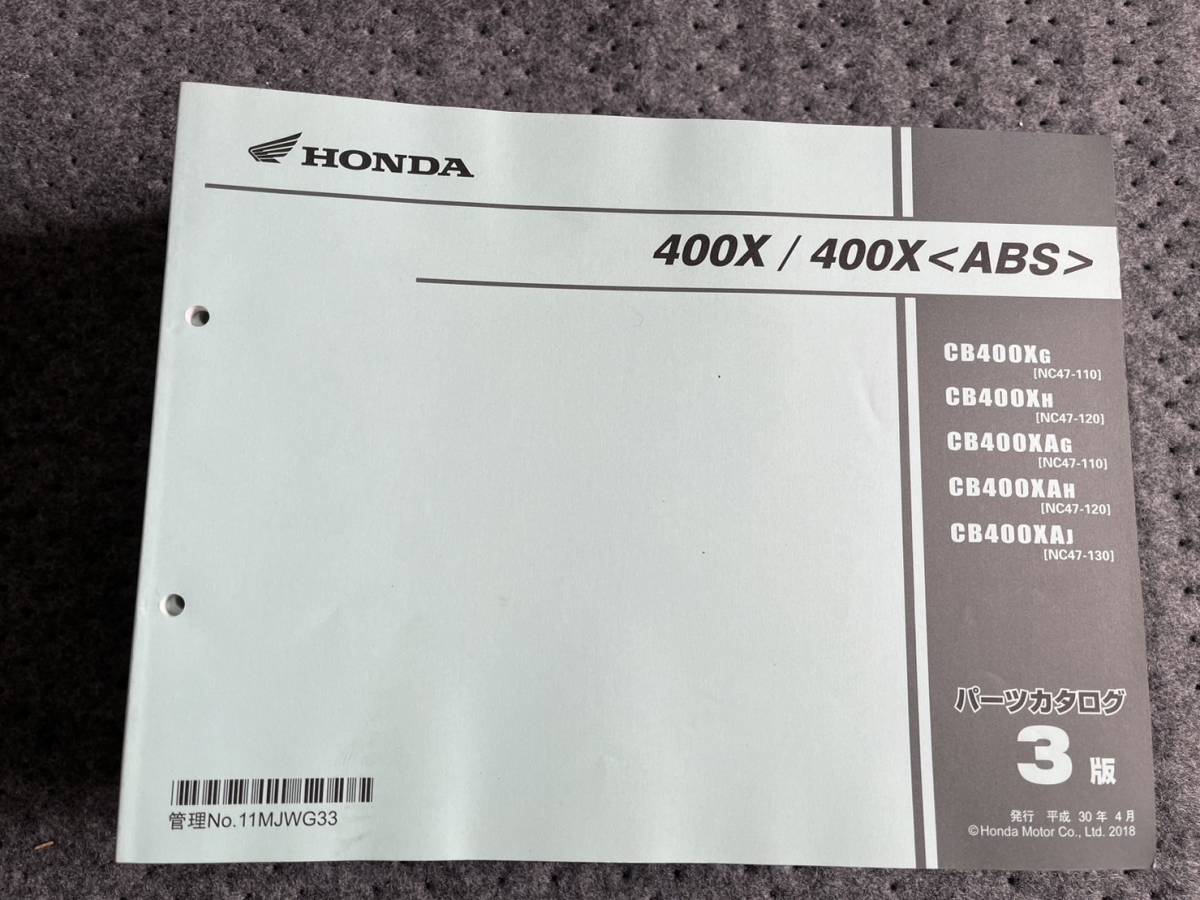 HONDA
400X / 400X<ABS>
CB400XG
[NC47-110]
CB400XH
[NC47-120]
CB400XAG
[NC47-110]
CB400XAH
[NC47-120]
CB400XAJ
[NC47-130]
パーツカタログ
3版
発行 平成 30年 4月
©Honda Motor Co., Ltd. 2018
管理No.11MJWG33